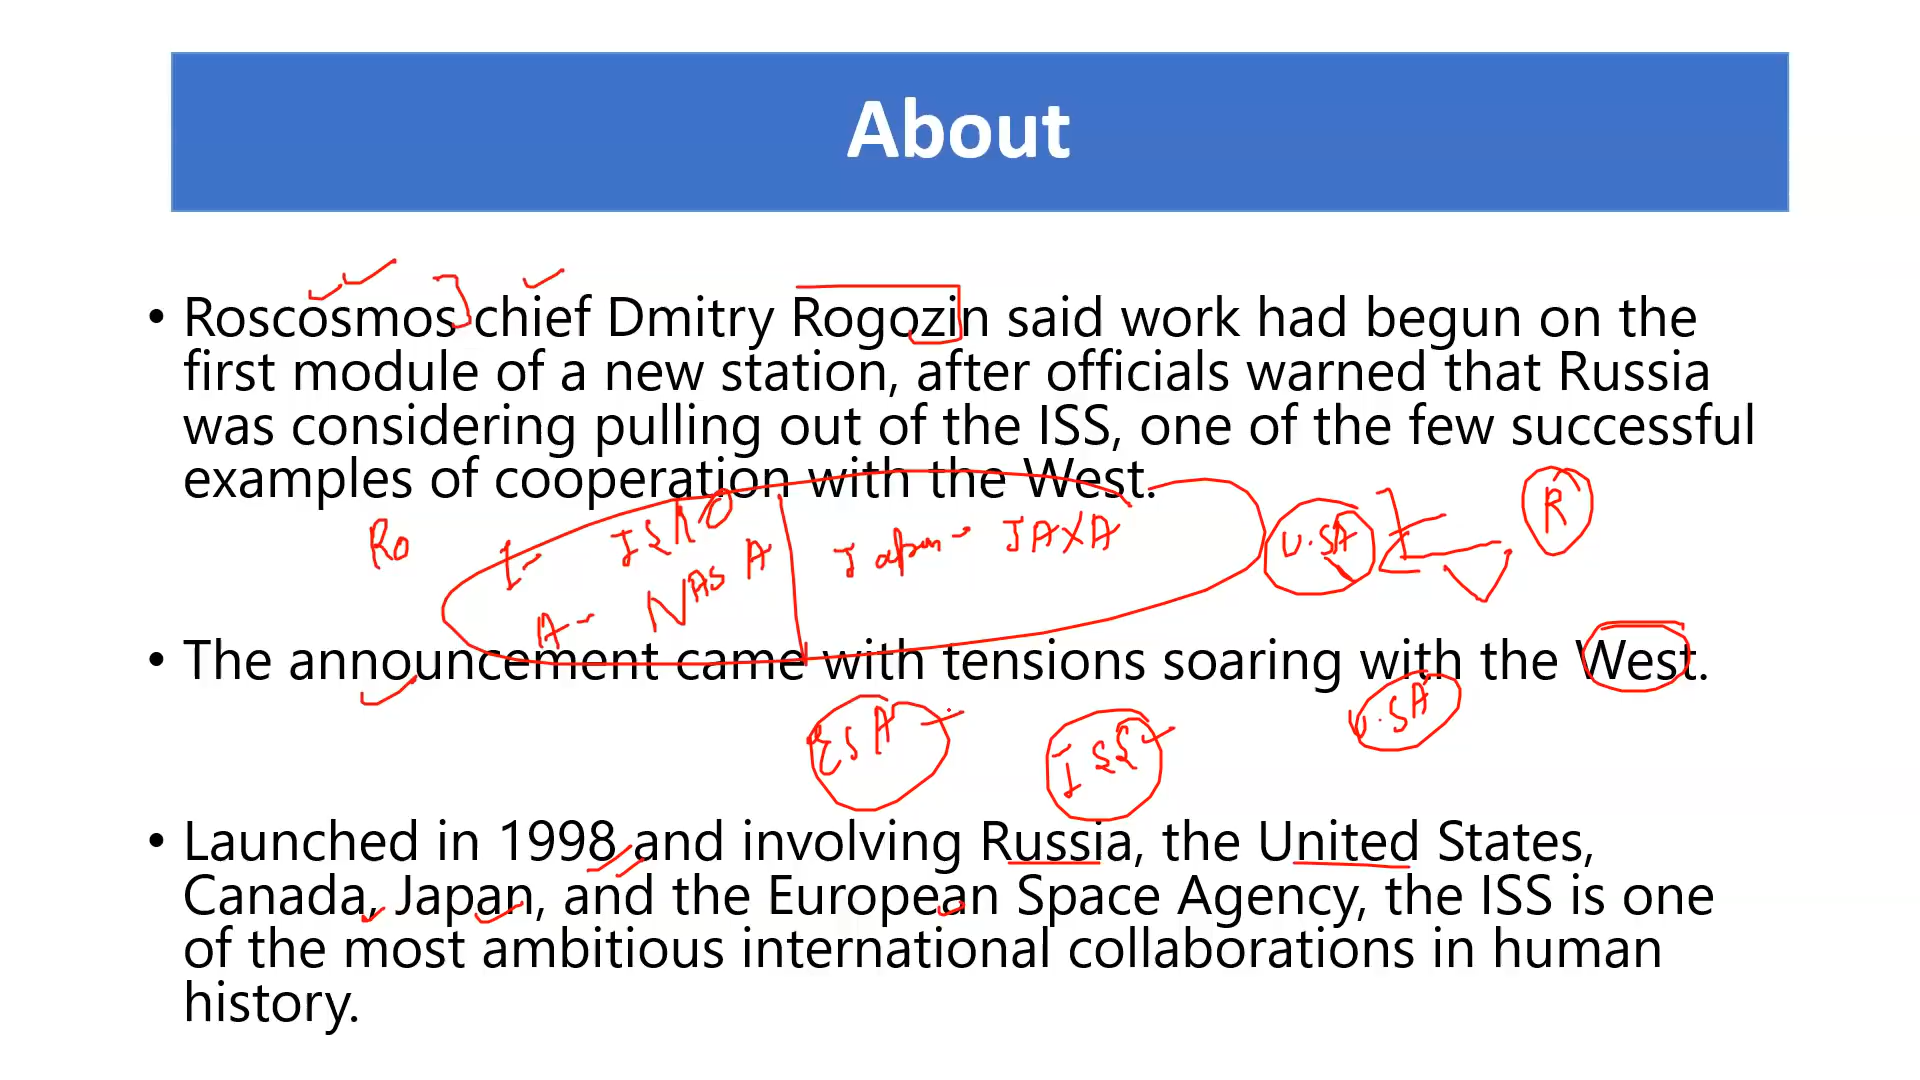 About
• Roscosmos chief Dmitry Rogozin said work had begun on the
first module of a new station, after officials warned that Russia
was considering pulling out of the ISS, one of the few successful
examples of cooperation with the West.
Ro I- ISRO Japan - JAXA U.SA R
A- NASA
• The announcement came with tensions soaring with the West.
ESA ISS U.SA
• Launched in 1998 and involving Russia, the United States,
Canada, Japan, and the European Space Agency, the ISS is one
of the most ambitious international collaborations in human
history.